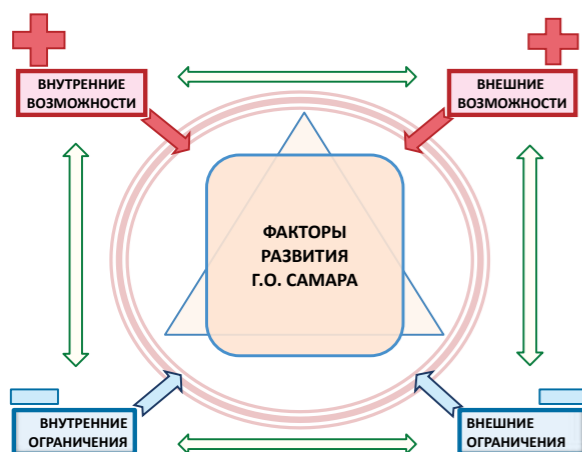 ВНУТРЕННИЕ
ВОЗМОЖНОСТИ
ВНЕШНИЕ
ВОЗМОЖНОСТИ
ФАКТОРЫ
РАЗВИТИЯ
Г.О. САМАРА
ВНУТРЕННИЕ
ОГРАНИЧЕНИЯ
ВНЕШНИЕ
ОГРАНИЧЕНИЯ